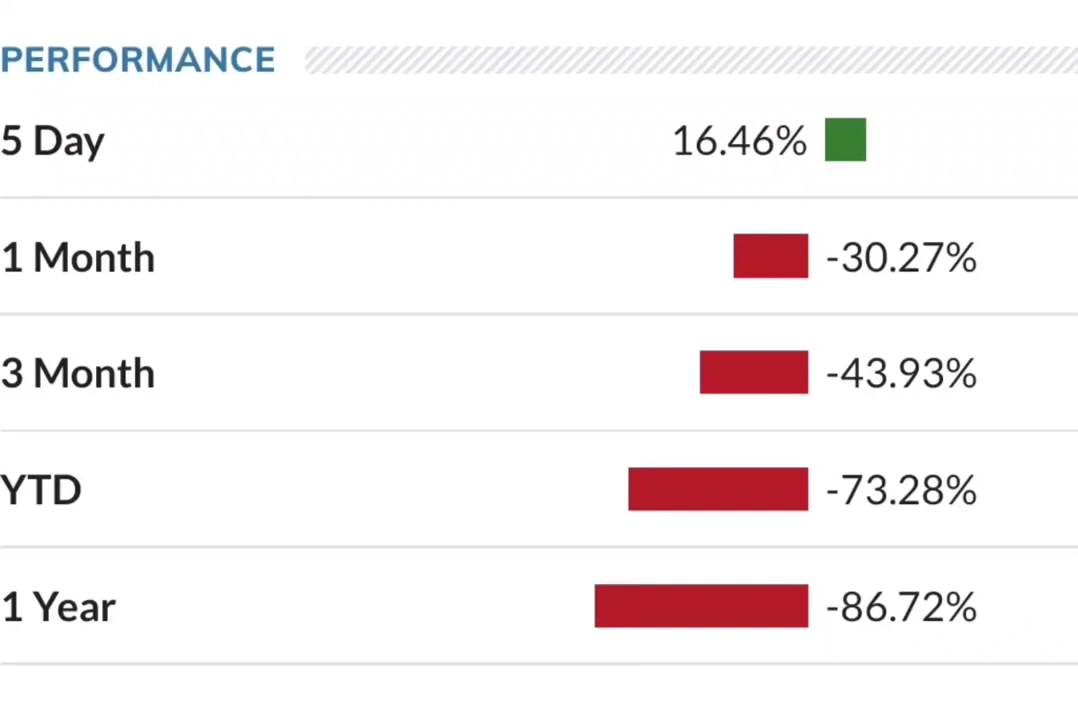 PERFORMANCE
5 Day 16.46%
1 Month -30.27%
3 Month -43.93%
YTD -73.28%
1 Year -86.72%